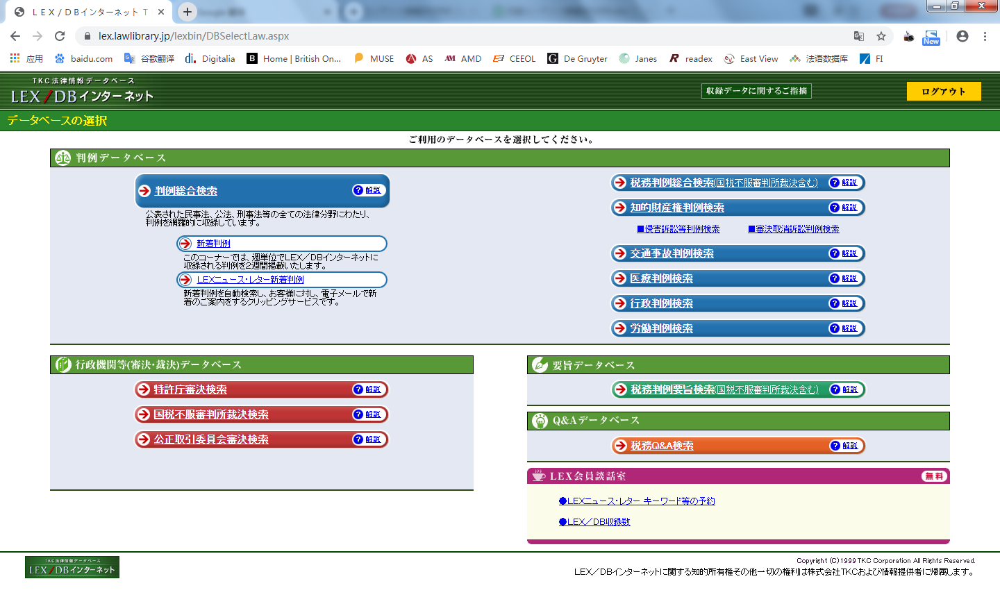 ＬＥＸ／ＤＢインターネット Ｔ
lex.lawlibrary.jp/lexbin/DBSelectLaw.aspx
New
应用 baidu.com 谷歌翻译 Digitalia Home | British On... MUSE AS AMD CEEOL De Gruyter Janes readex East View 法语数据库 FI
TKC法律情報データベース
LEX/DBインターネット
収録データに関するご指摘
ログアウト
データベースの選択
ご利用のデータベースを選択してください。
判例データベース
判例総合検索 ?解説
公表された民事法、公法、刑事法等の全ての法律分野にわたり、
判例を網羅的に収録しています。
新着判例
このコーナーでは、週単位でLEX／DBインターネットに
収録される判例を2週間掲載いたします。
LEXニュース・レター新着判例
新着判例を自動検索し、お客様に対し、電子メールで新
着のご案内をするクリッピングサービスです。
税務判例総合検索(国税不服審判所裁決含む) ?解説
知的財産権判例検索 ?解説
■侵害訴訟等判例検索 ■審決取消訴訟判例検索
交通事故判例検索 ?解説
医療判例検索 ?解説
行政判例検索 ?解説
労働判例検索 ?解説
行政機関等(審決・裁決)データベース
特許庁審決検索 ?解説
国税不服審判所裁決検索 ?解説
公正取引委員会審決検索 ?解説
要旨データベース
税務判例要旨検索(国税不服審判所裁決含む) ?解説
Q&Aデータベース
税務Q&A検索 ?解説
LEX会員談話室 無料
●LEXニュース・レター キーワード等の予約
●LEX／DB収録数
TKC法律情報データベース
LEX/DBインターネット
Copyright (C)1999 TKC Corporation All Rights Reserved.
LEX／DBインターネットに関する知的所有権その他一切の権利は株式会社TKCおよび情報提供者に帰属します。